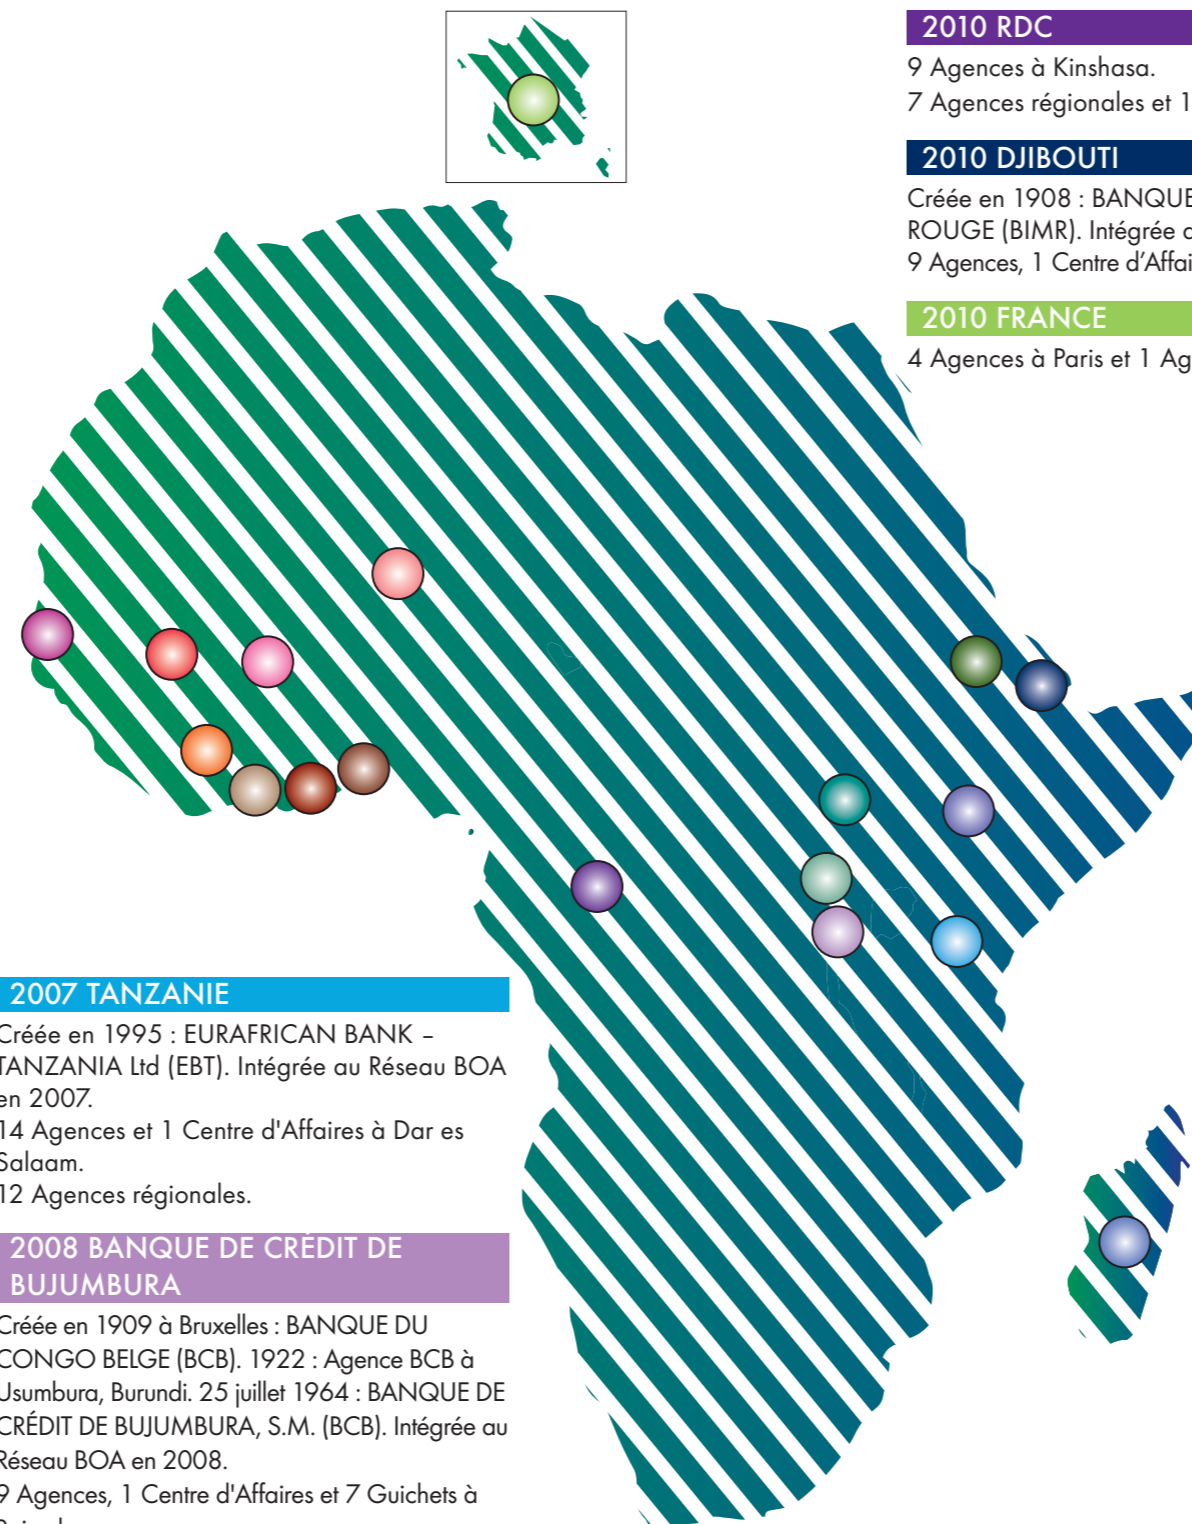 2010 RDC
9 Agences à Kinshasa.
7 Agences régionales et 1
2010 DJIBOUTI
Créée en 1908 : BANQUE
ROUGE (BIMR). Intégrée
9 Agences, 1 Centre d’Affai
2010 FRANCE
4 Agences à Paris et 1 Ag
2007 TANZANIE
Créée en 1995 : EURAFRICAN BANK –
TANZANIA Ltd (EBT). Intégrée au Réseau BOA
en 2007.
14 Agences et 1 Centre d'Affaires à Dar es
Salaam.
12 Agences régionales.
2008 BANQUE DE CRÉDIT DE
BUJUMBURA
Créée en 1909 à Bruxelles : BANQUE DU
CONGO BELGE (BCB). 1922 : Agence BCB à
Usumbura, Burundi. 25 juillet 1964 : BANQUE DE
CRÉDIT DE BUJUMBURA, S.M. (BCB). Intégrée au
Réseau BOA en 2008.
9 Agences, 1 Centre d'Affaires et 7 Guichets à